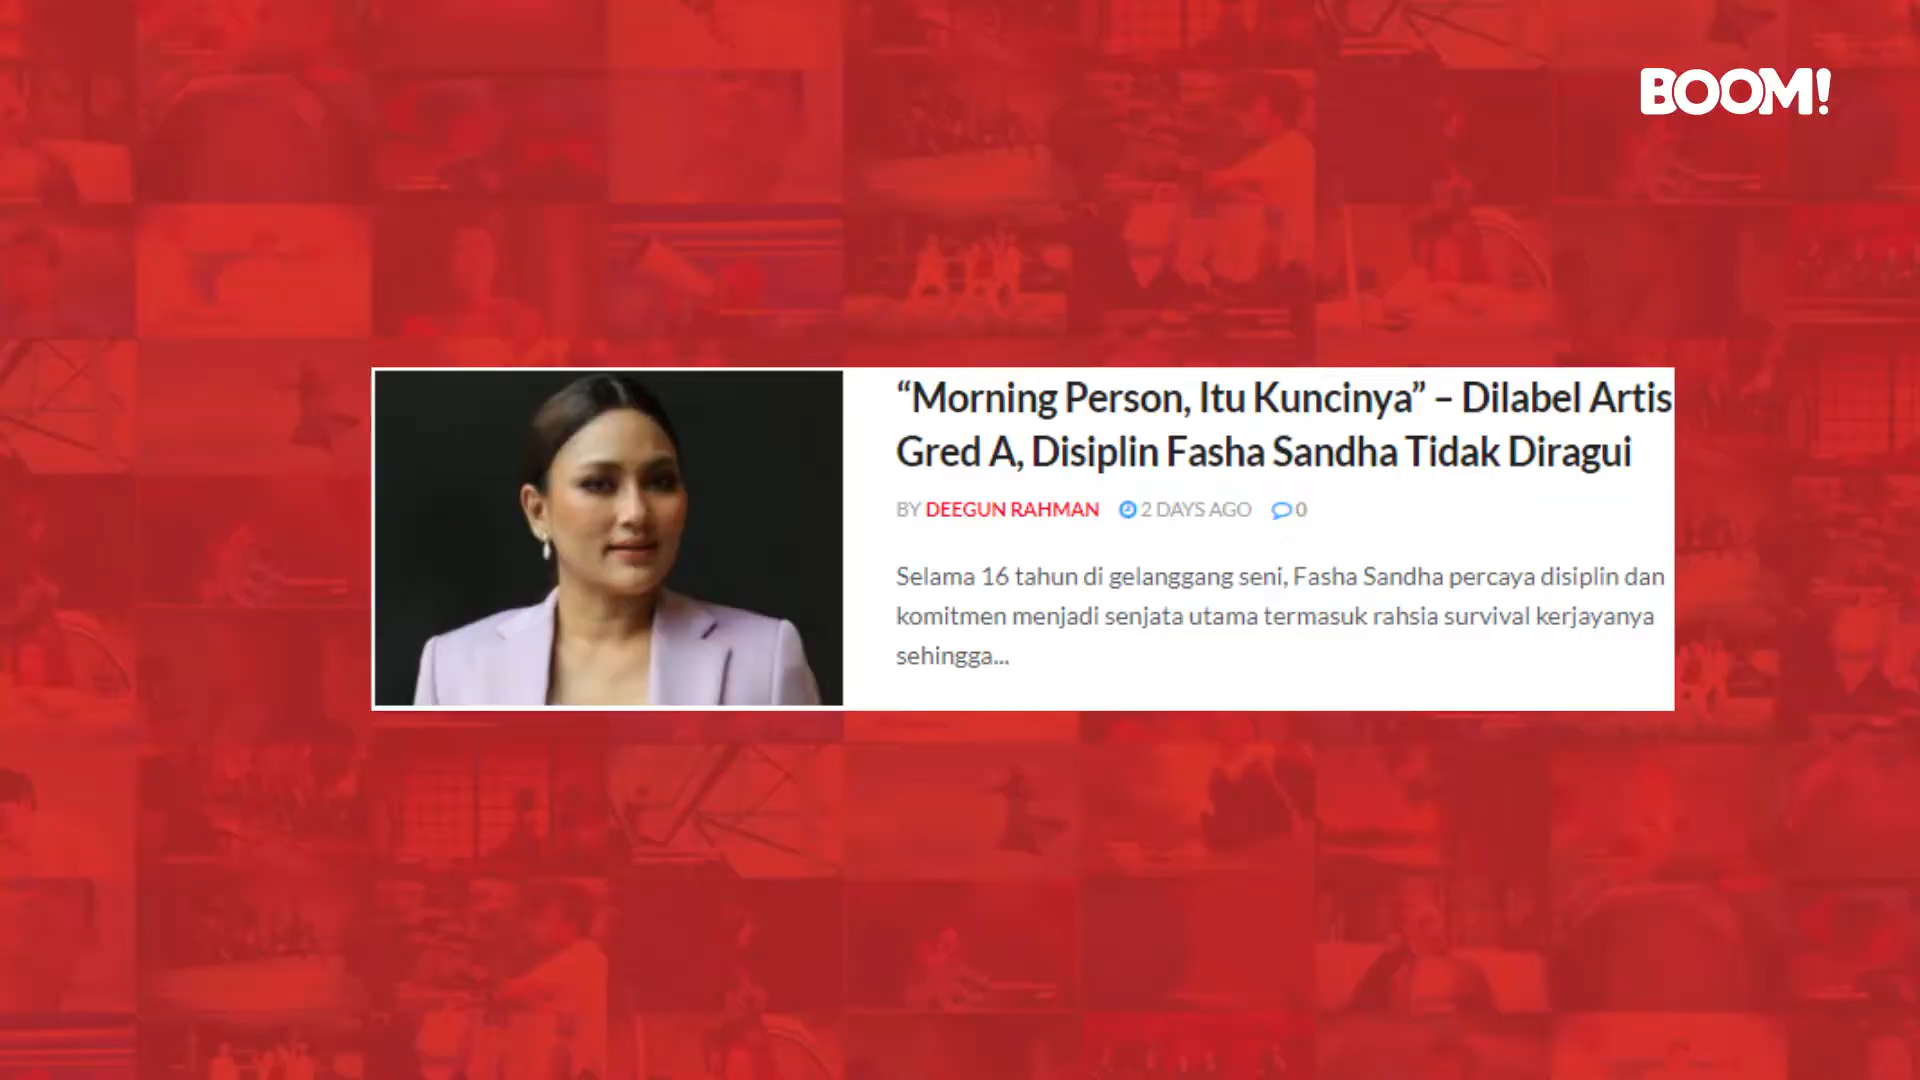 BOOM!
“Morning Person, Itu Kuncinya” – Dilabel Artis
Gred A, Disiplin Fasha Sandha Tidak Diragui
BY DEEGUN RAHMAN 2 DAYS AGO 0
Selama 16 tahun di gelanggang seni, Fasha Sandha percaya disiplin dan
komitmen menjadi senjata utama termasuk rahsia survival kerjayanya
sehingga...